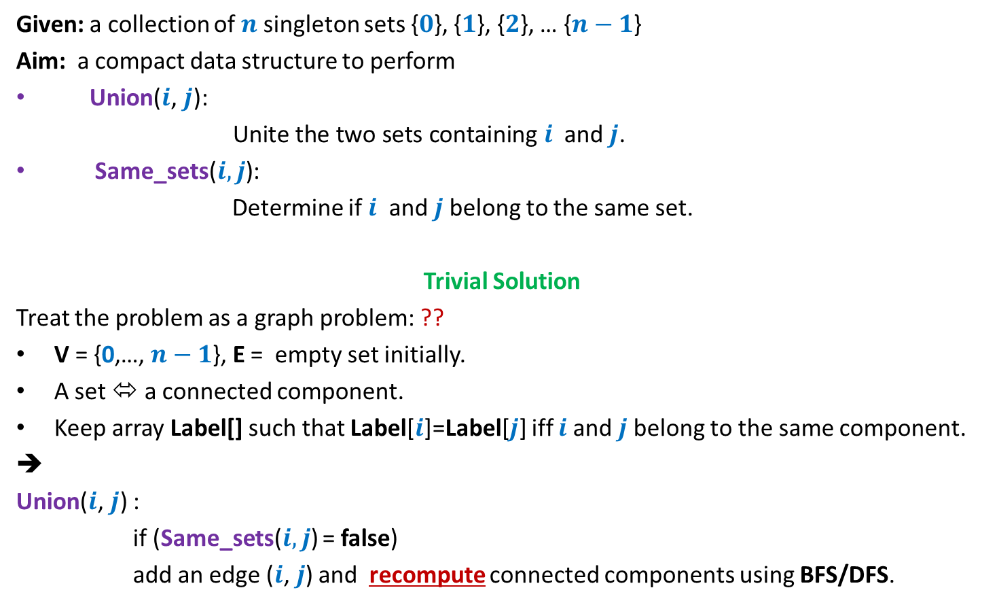 Given: a collection of n singleton sets {0}, {1}, {2}, ... {n − 1}
Aim: a compact data structure to perform
• Union(i, j):
Unite the two sets containing i and j.
• Same_sets(i, j):
Determine if i and j belong to the same set.
Trivial Solution
Treat the problem as a graph problem: ??
• V = {0,..., n − 1}, E = empty set initially.
• A set ⬄ a connected component.
• Keep array Label[] such that Label[i]=Label[j] iff i and j belong to the same component.
➔
Union(i, j) :
if (Same_sets(i, j) = false)
add an edge (i, j) and recompute connected components using BFS/DFS.